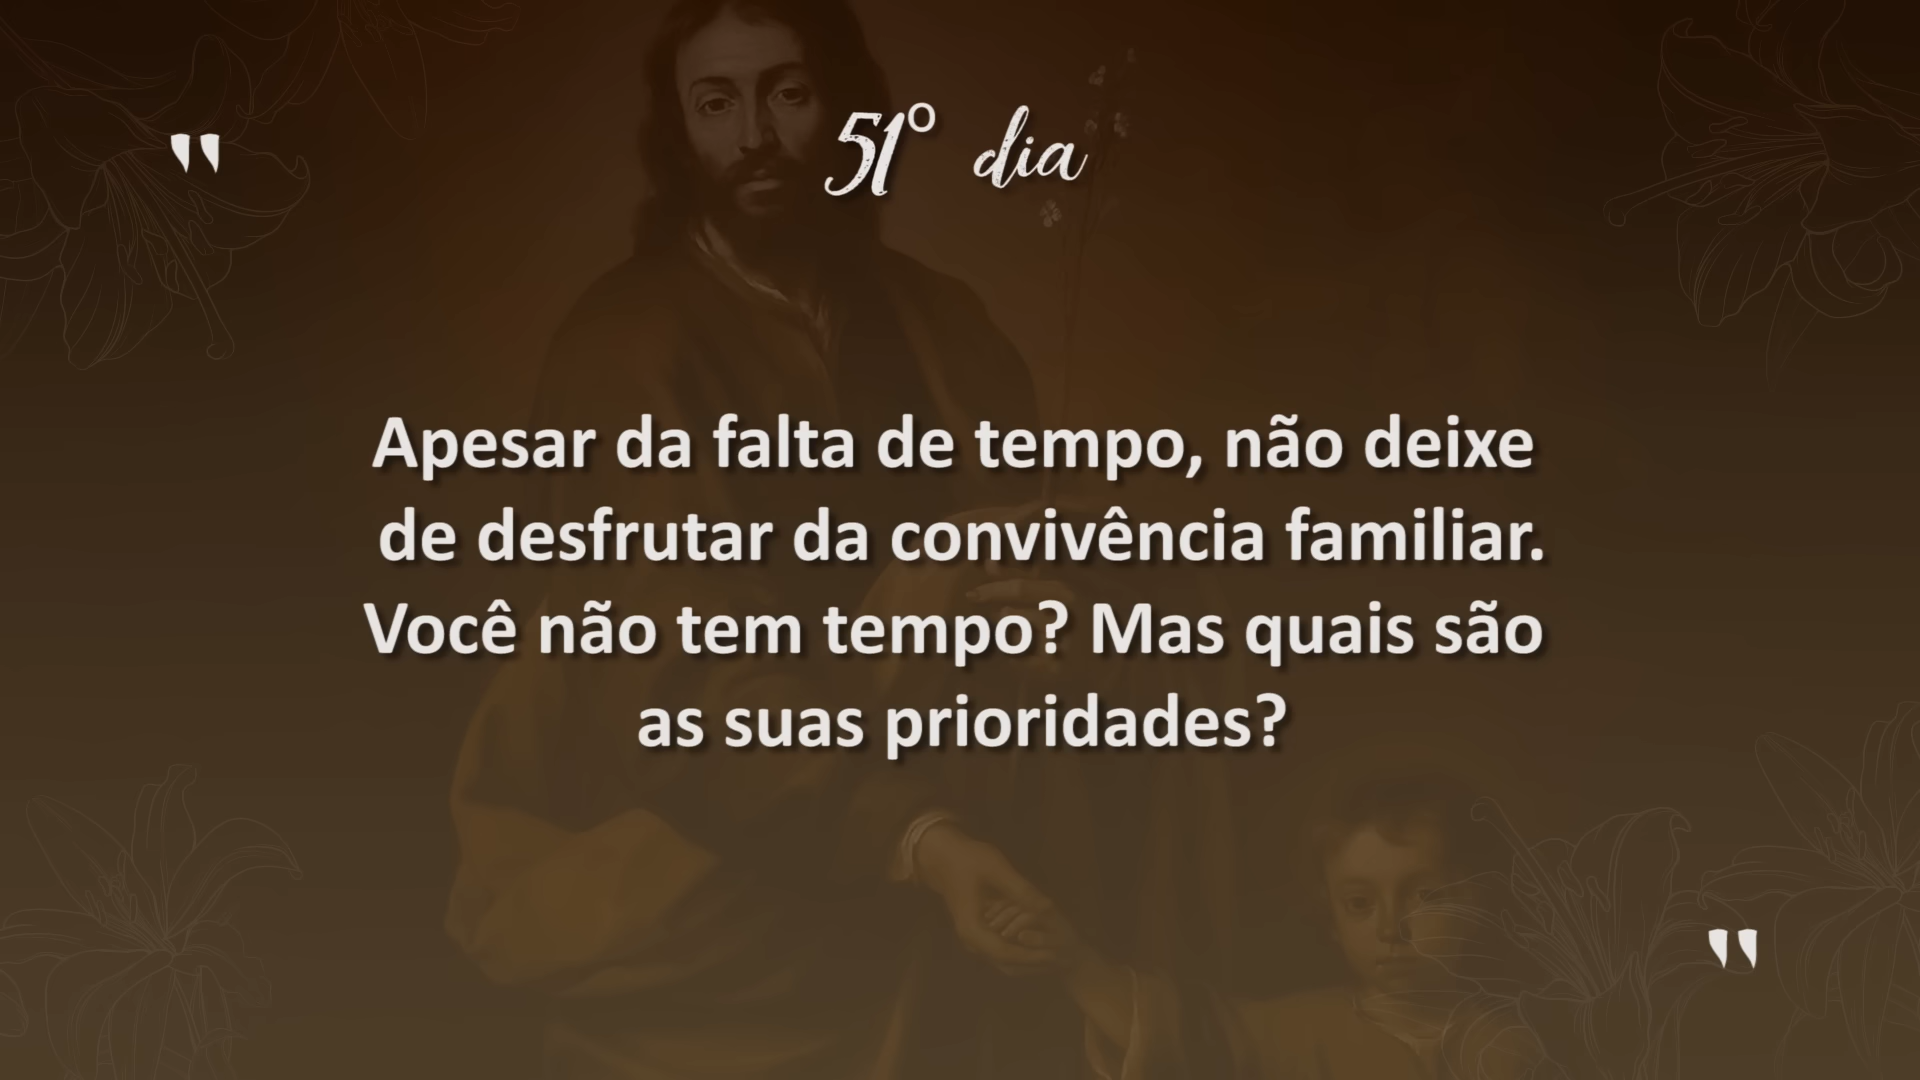 "
51º dia
Apesar da falta de tempo, não deixe
de desfrutar da convivência familiar.
Você não tem tempo? Mas quais são
as suas prioridades?
"